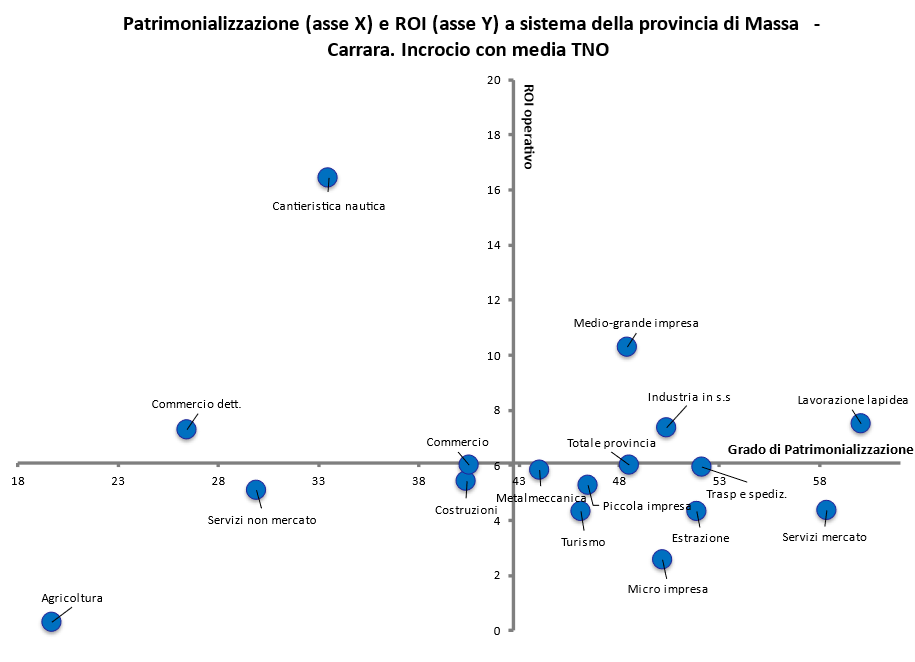 Patrimonializzazione (asse X) e ROI (asse Y) a sistema della provincia di Massa -
Carrara. Incrocio con media TNO
20
ROI operativo
18
16
Cantieristica nautica
14
12
Medio-grande impresa
10
Industria in s.s
Lavorazione lapidea
Commercio dett.
8
Commercio
Totale provincia
Grado di Patrimonializzazione
6
18
23
28
33
38
43
48
53
58
Metalmeccanica
Trasp e spediz.
Piccola impresa
Costruzioni
Servizi non mercato
4
Turismo
Estrazione
Servizi mercato
2
Micro impresa
Agricoltura
0